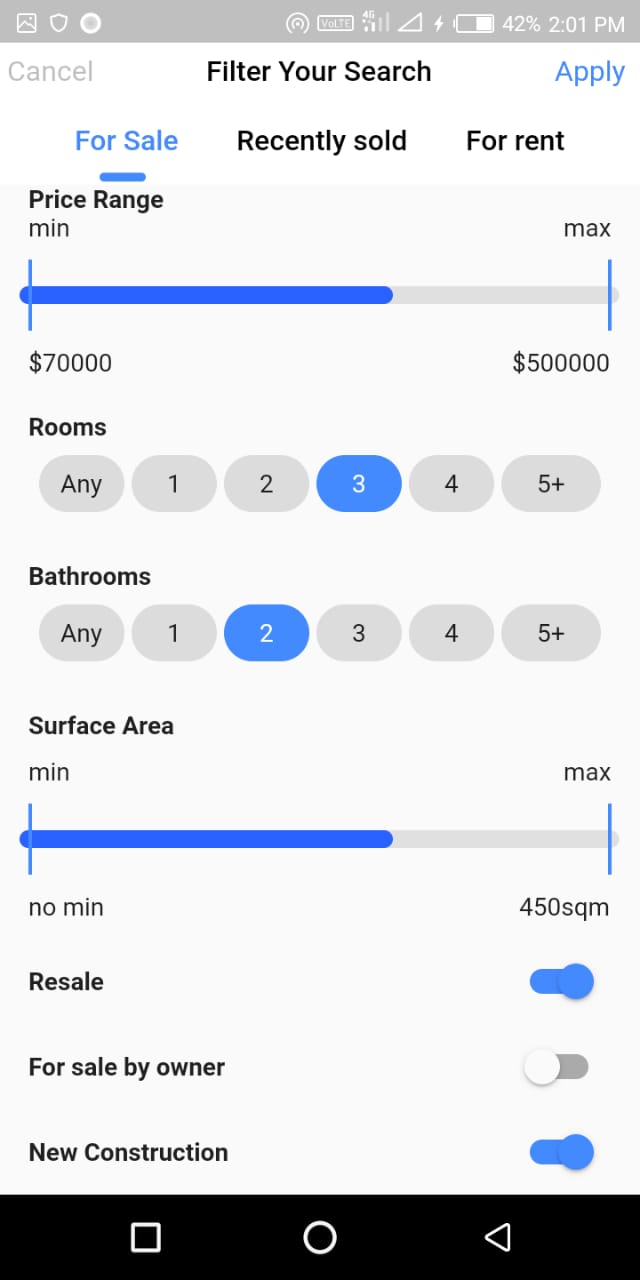 VoLTE 4G 42% 2:01 PM
Cancel Filter Your Search Apply
For Sale Recently sold For rent
Price Range
min max
$70000 $500000
Rooms
Any 1 2 3 4 5+
Bathrooms
Any 1 2 3 4 5+
Surface Area
min max
no min 450sqm
Resale
For sale by owner
New Construction